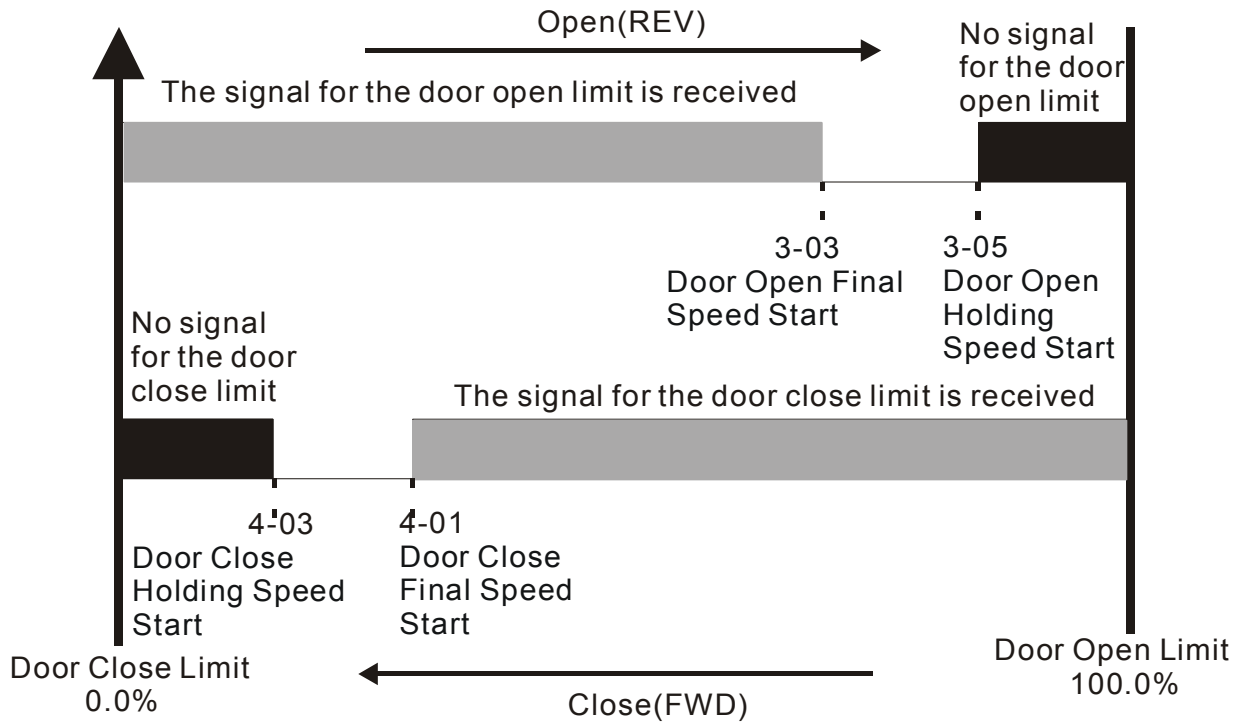 Open(REV)
No signal
for the door
open limit
The signal for the door open limit is received
3-03
Door Open Final
Speed Start
3-05
Door Open
Holding
Speed Start
No signal
for the door
close limit
The signal for the door close limit is received
4-03
Door Close
Holding Speed
Start
4-01
Door Close
Final Speed
Start
Door Close Limit
0.0%
Close(FWD)
Door Open Limit
100.0%